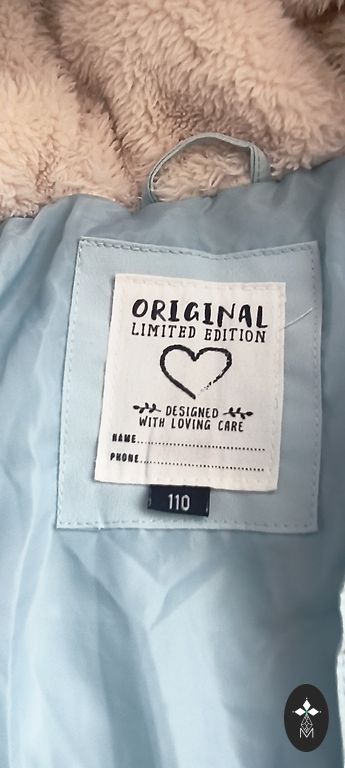 ORIGINAL
LIMITED EDITION
DESIGNED
WITH LOVING CARE
NAME
PHONE
110
M